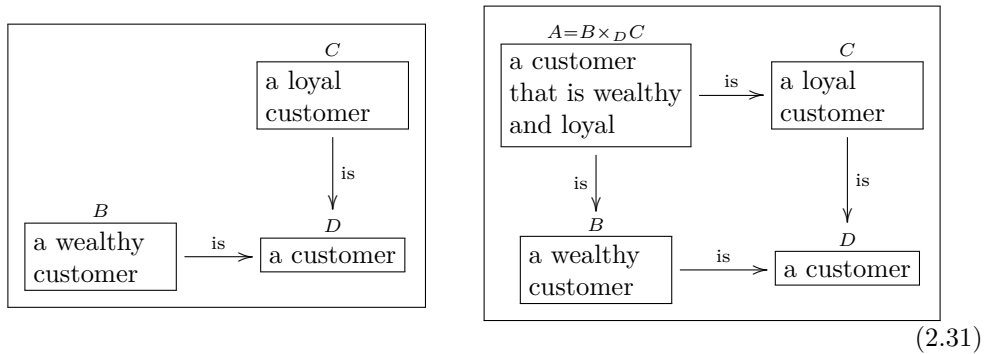 C
a loyal
customer
is
B
a wealthy
customer
is
D
a customer
A=B×_D C
a customer
that is wealthy
and loyal
is
C
a loyal
customer
is
is
B
a wealthy
customer
is
D
a customer
(2.31)